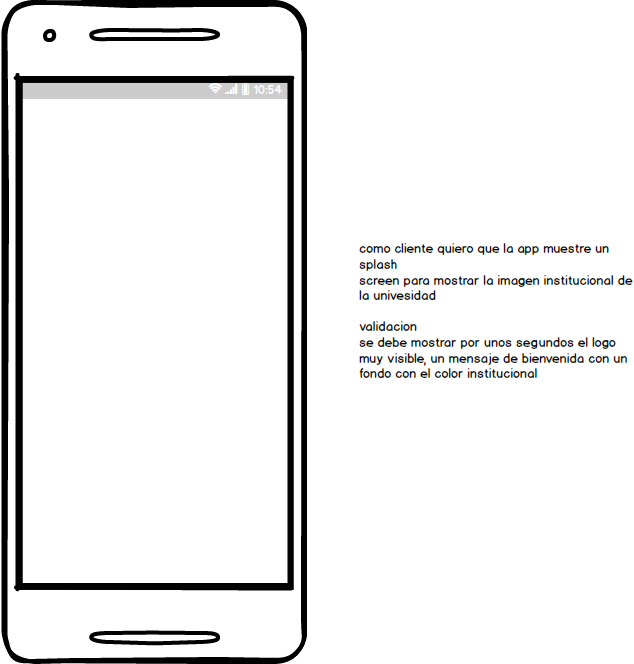 10:54
como cliente quiero que la app muestre un
splash
screen para mostrar la imagen institucional de
la univesidad
validacion
se debe mostrar por unos segundos el logo
muy visible, un mensaje de bienvenida con un
fondo con el color institucional